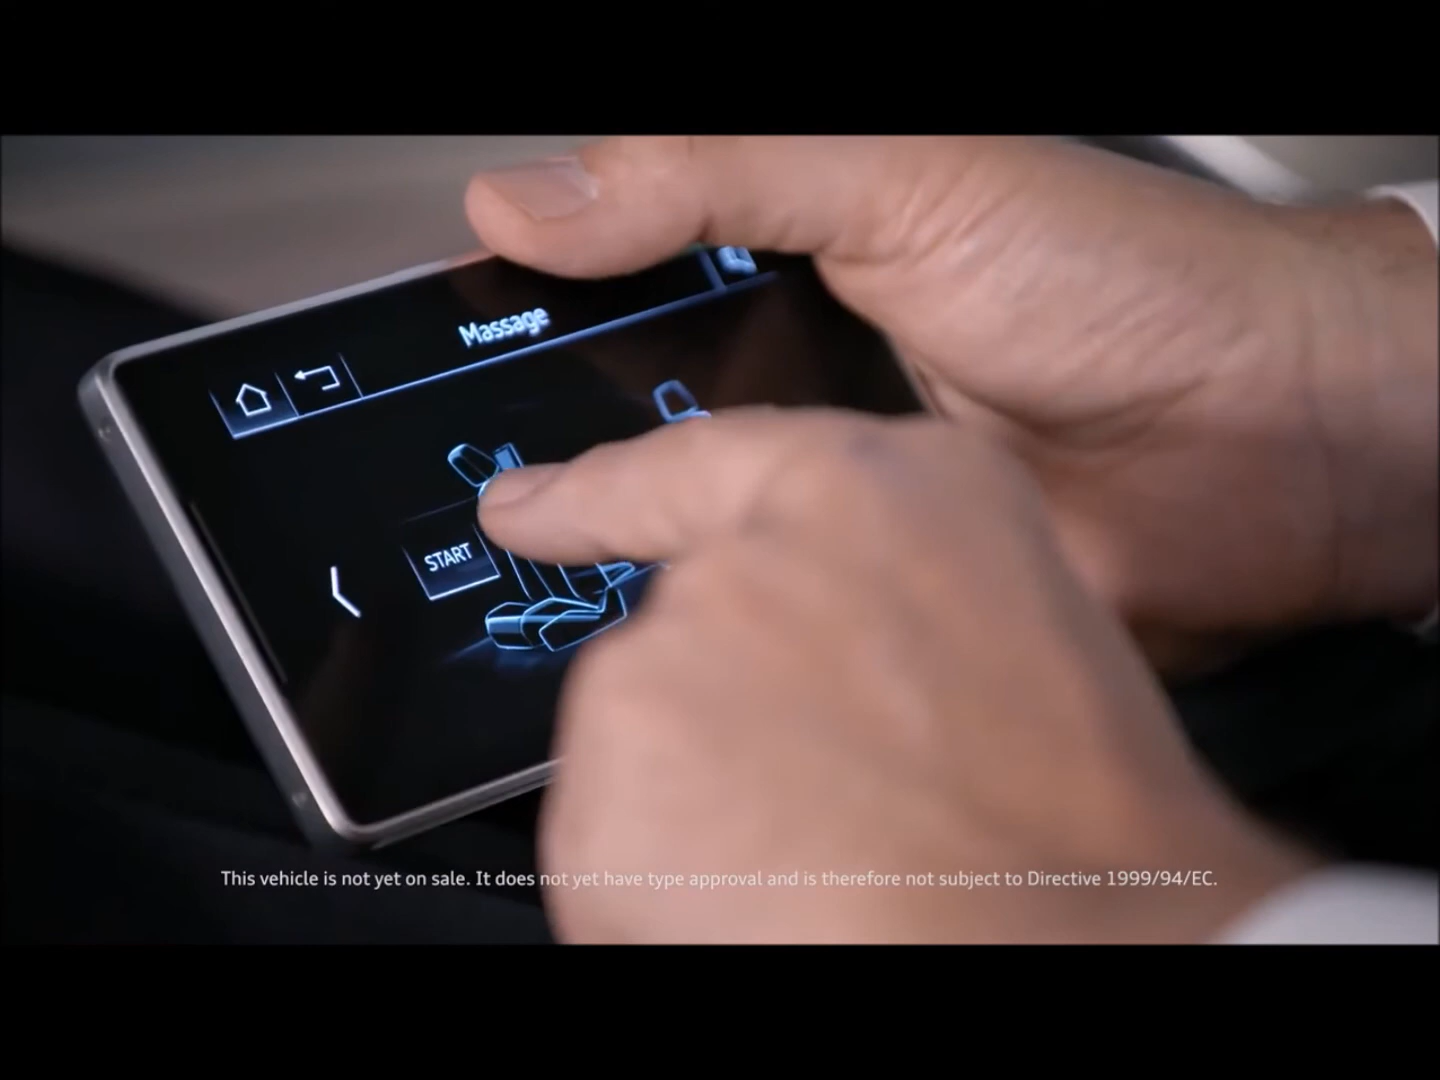 Massage
START
This vehicle is not yet on sale. It does not yet have type approval and is therefore not subject to Directive 1999/94/EC.